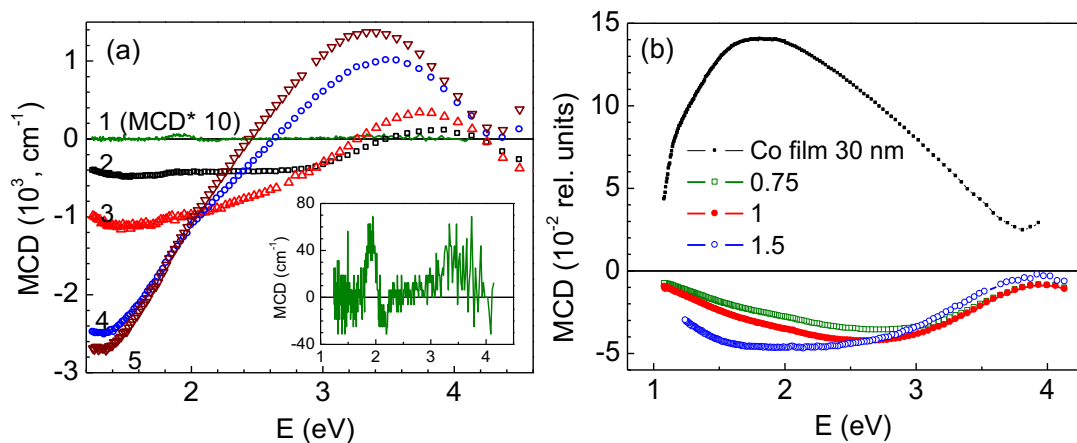 (a)
MCD (10³, cm⁻¹)
1
0
-1
-2
-3
1 (MCD* 10)
2
3
4
5
MCD (cm⁻¹)
80
40
0
-40
1 2 3 4
2 3 4
E (eV)
(b)
MCD (10⁻² rel. units)
15
10
5
0
-5
Co film 30 nm
0.75
1
1.5
1 2 3 4
E (eV)